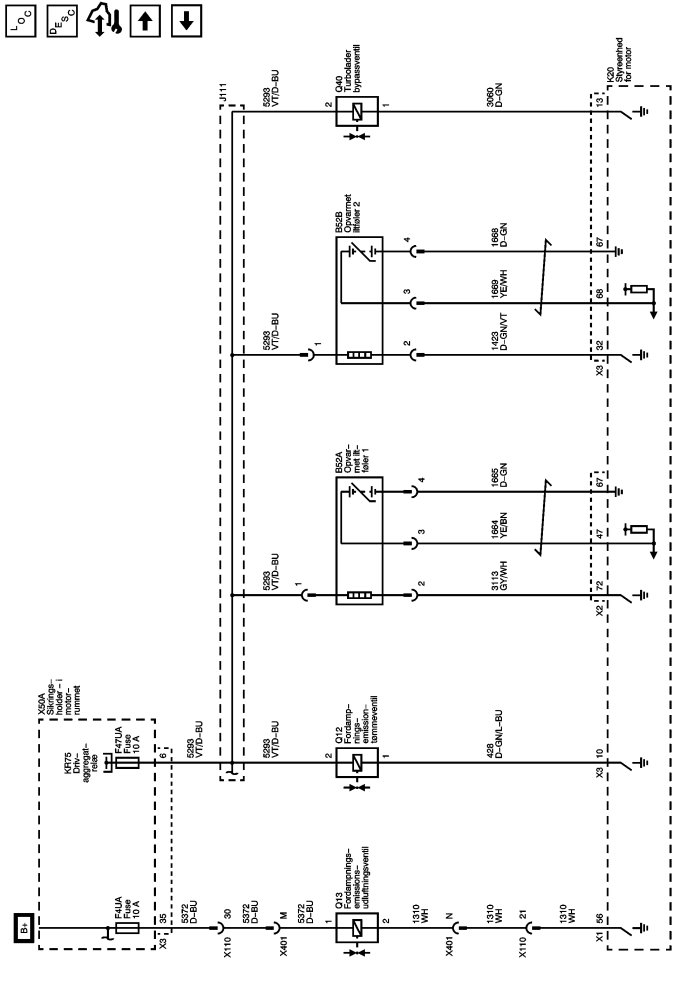 LOC
DESC
B+
X50A
Sikrings-
holder - i
motor-
rummet
F4UA
Fuse
10 A
KR75
Driv-
aggregat-
relæ
F47UA
Fuse
10 A
X3
35
6
5372
D-BU
X110
30
5372
D-BU
X401
M
5372
D-BU
1
Q13
Fordampnings-
emissions-
udluftningsventil
2
1310
WH
X401
N
1310
WH
X110
21
1310
WH
X1
56
5293
VT/D-BU
J111
5293
VT/D-BU
2
Q12
Fordamp-
nings-
emission-
tømmeventil
1
428
D-GN/L-BU
X3
10
5293
VT/D-BU
1
B52A
Opvar-
met ilt-
føler 1
2
3
4
3113
GY/WH
1664
YE/BN
1665
D-GN
X2
72
47
67
5293
VT/D-BU
1
B52B
Opvarmet
iltføler 2
2
3
4
1423
D-GN/VT
1669
YE/WH
1668
D-GN
X3
32
68
67
5293
VT/D-BU
2
Q40
Turbolader
bypassventil
1
3060
D-GN
13
K20
Styreenhed
for motor